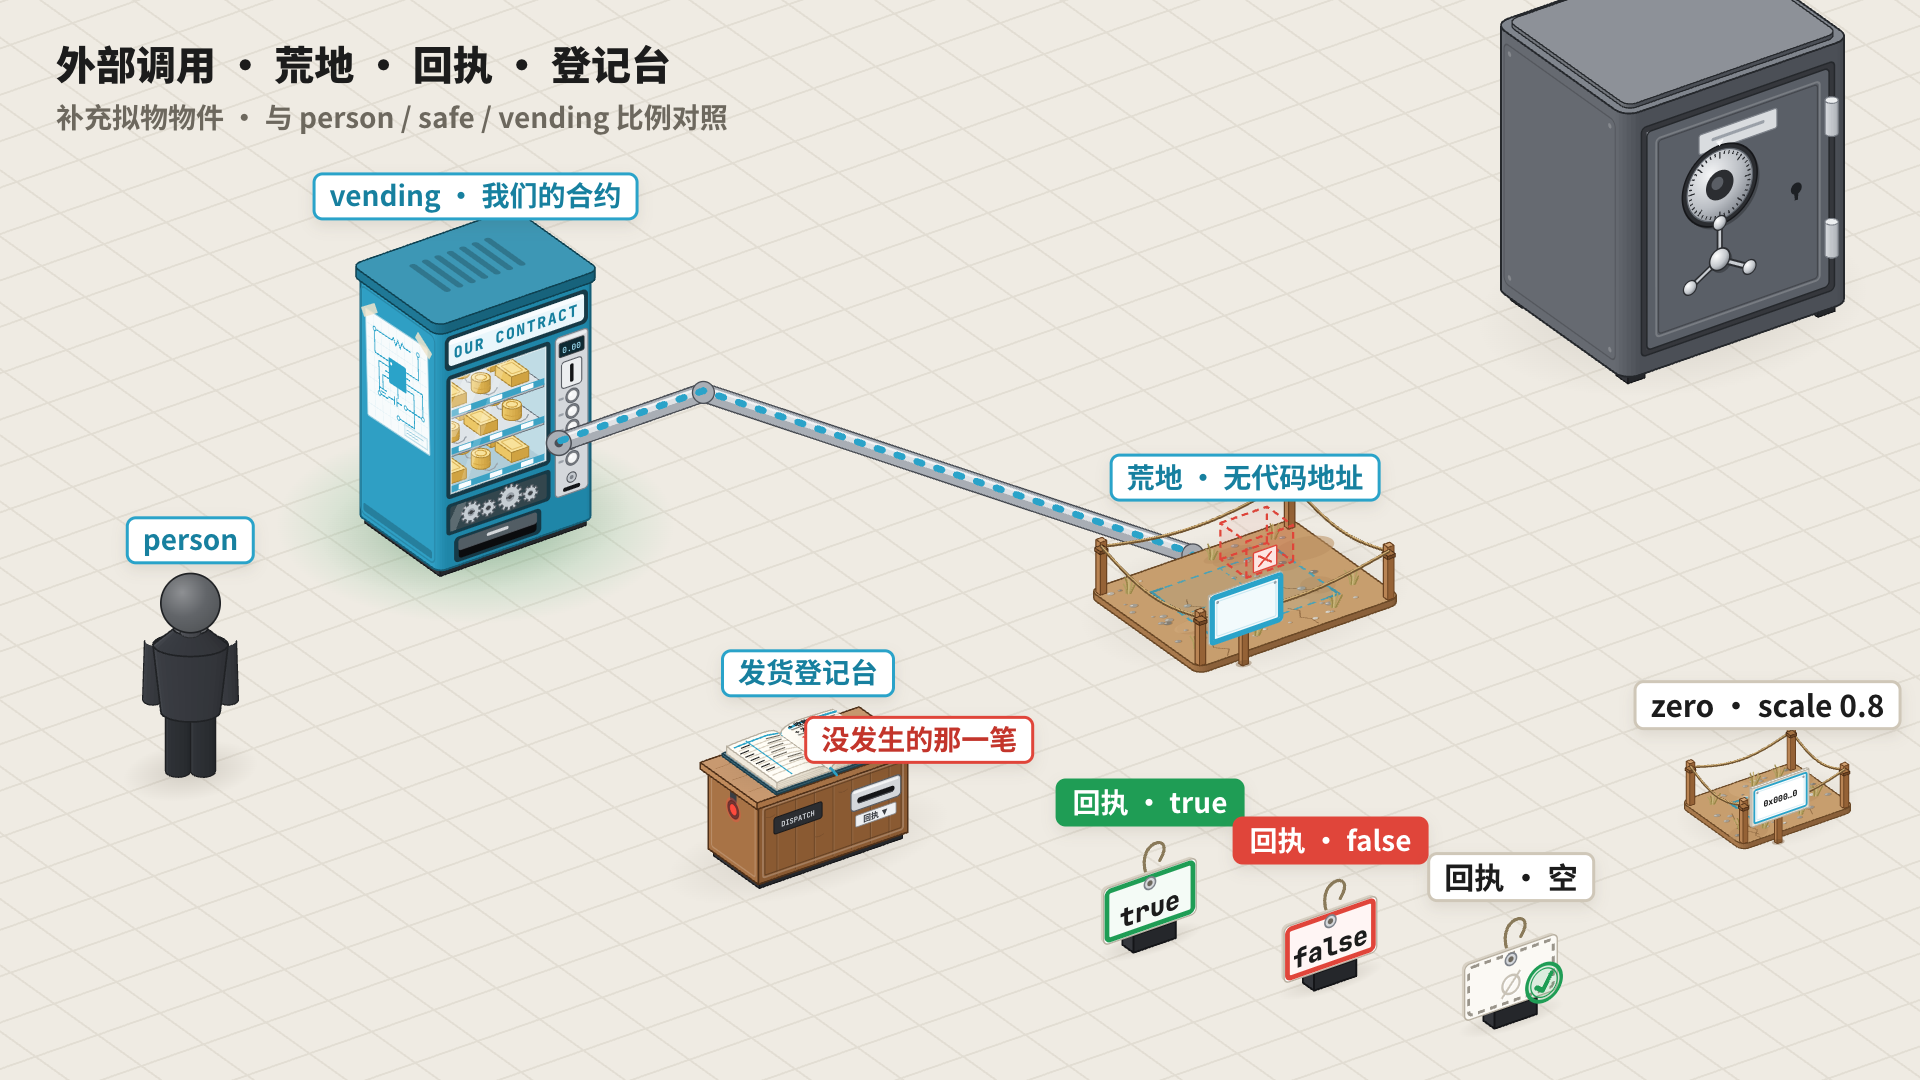 外部调用 · 荒地 · 回执 · 登记台
补充拟物物件 · 与 person / safe / vending 比例对照
vending · 我们的合约
OUR CONTRACT
0.00
person
荒地 · 无代码地址
发货登记台
没发生的那一笔
DISPATCH
回执 ▼
zero · scale 0.8
0x000…0
回执 · true
true
回执 · false
false
回执 · 空
∅